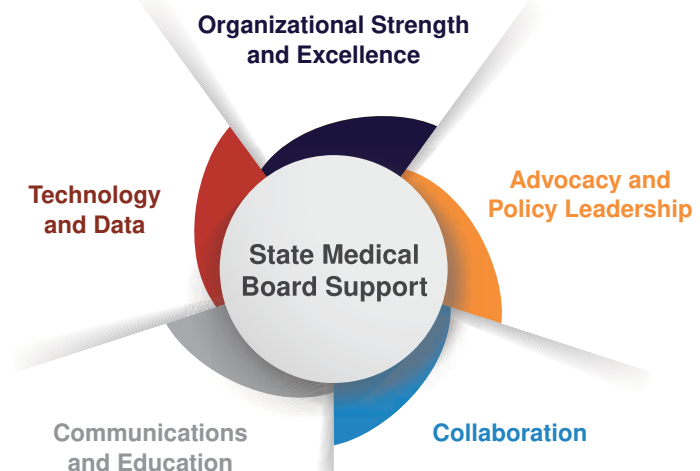 Organizational Strength
and Excellence
Technology
and Data
Advocacy and
Policy Leadership
State Medical
Board Support
Communications
and Education
Collaboration